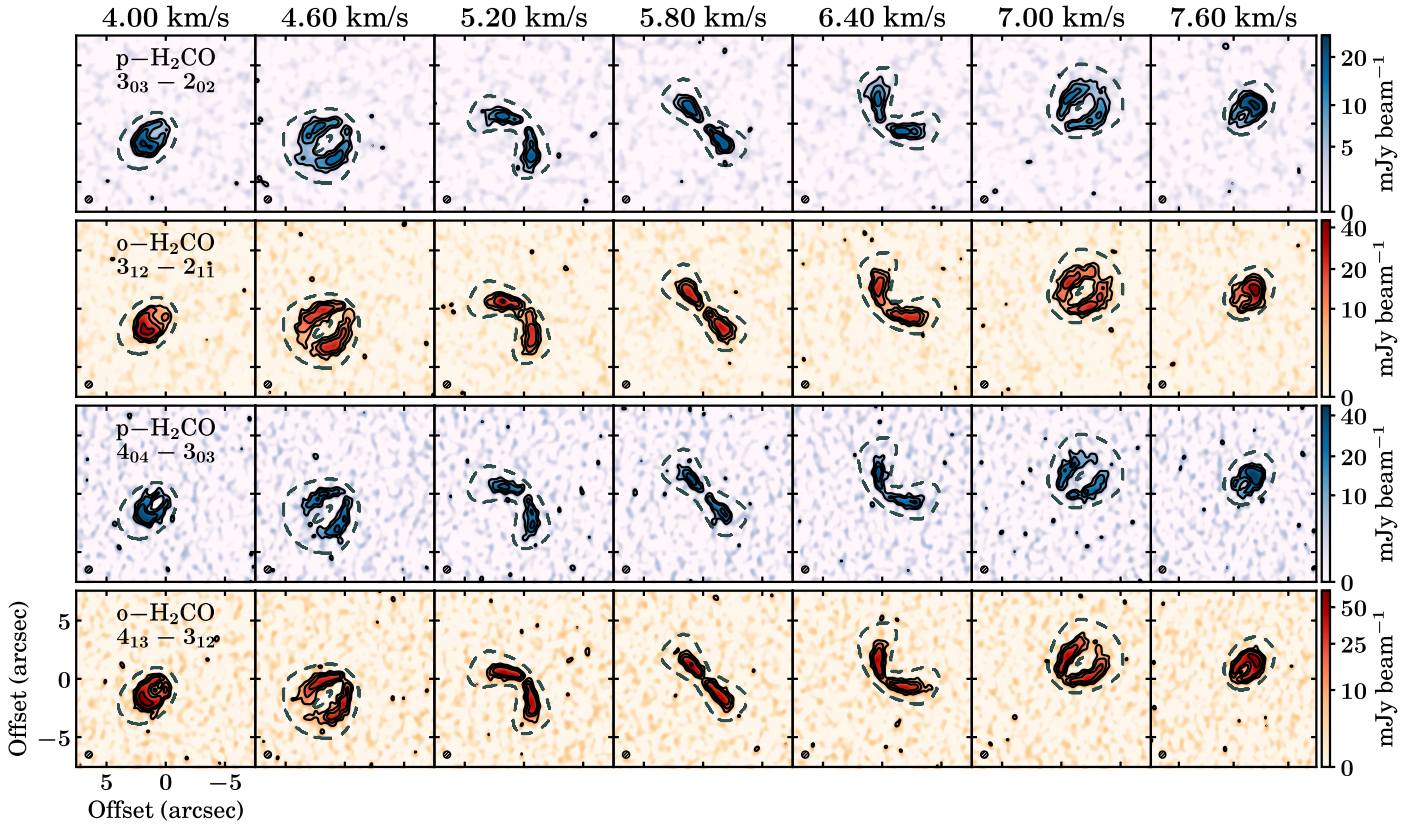 4.00 km/s 4.60 km/s 5.20 km/s 5.80 km/s 6.40 km/s 7.00 km/s 7.60 km/s
p−H₂CO
3₀₃ − 2₀₂
20
10
5
0
mJy beam⁻¹
o−H₂CO
3₁₂ − 2₁₁
40
20
10
0
mJy beam⁻¹
p−H₂CO
4₀₄ − 3₀₃
40
20
10
0
mJy beam⁻¹
o−H₂CO
4₁₃ − 3₁₂
50
25
10
0
mJy beam⁻¹
5
0
−5
Offset (arcsec)
5 0 −5
Offset (arcsec)